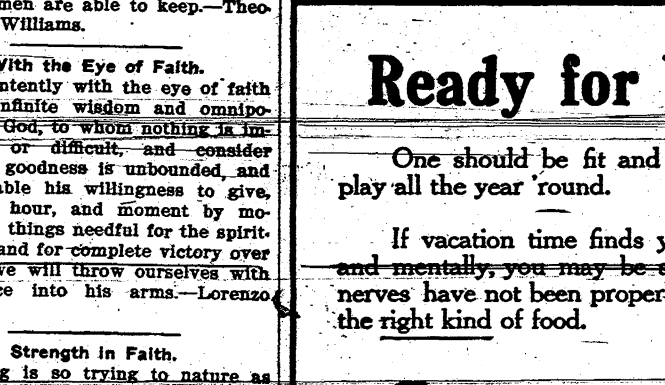 men are able to keep.—Theo.
Williams.
With the Eye of Faith.
ntently with the eye of faith
nfinite wisdom and omnipo-
God, to whom nothing is im-
or difficult, and consider
goodness is unbounded, and
able his willingness to give,
hour, and moment by mo-
things needful for the spirit-
and for complete victory over
we will throw ourselves with
ce into his arms.—Lorenzo
Strength in Faith.
g is so trying to nature as
Ready for
One should be fit and
play all the year 'round.
If vacation time finds y
and mentally, you may be
nerves have not been proper-
the right kind of food.